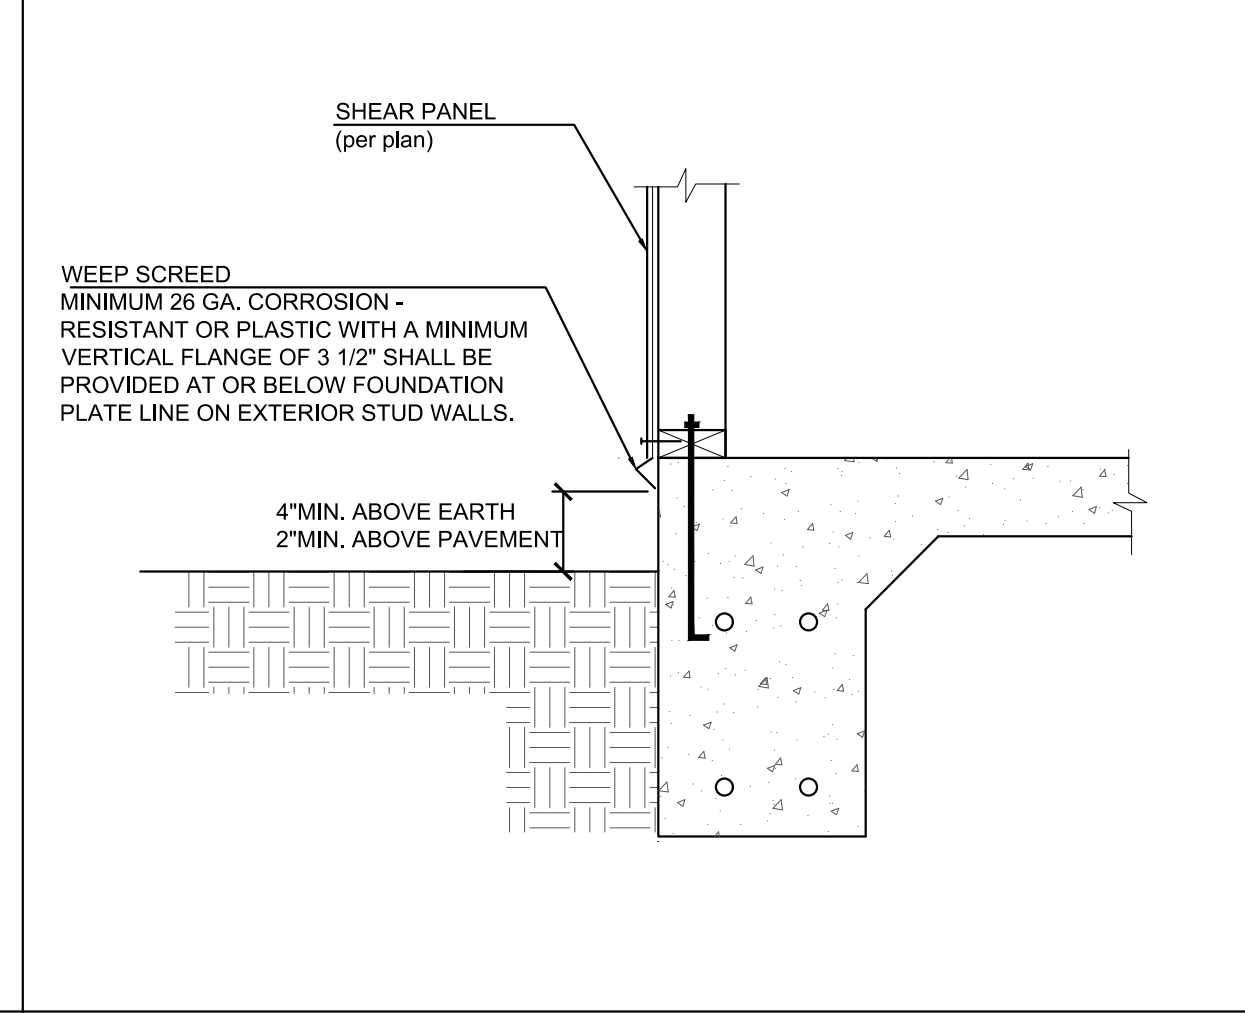 SHEAR PANEL
(per plan)
WEEP SCREED
MINIMUM 26 GA. CORROSION -
RESISTANT OR PLASTIC WITH A MINIMUM
VERTICAL FLANGE OF 3 1/2" SHALL BE
PROVIDED AT OR BELOW FOUNDATION
PLATE LINE ON EXTERIOR STUD WALLS.
4"MIN. ABOVE EARTH
2"MIN. ABOVE PAVEMENT